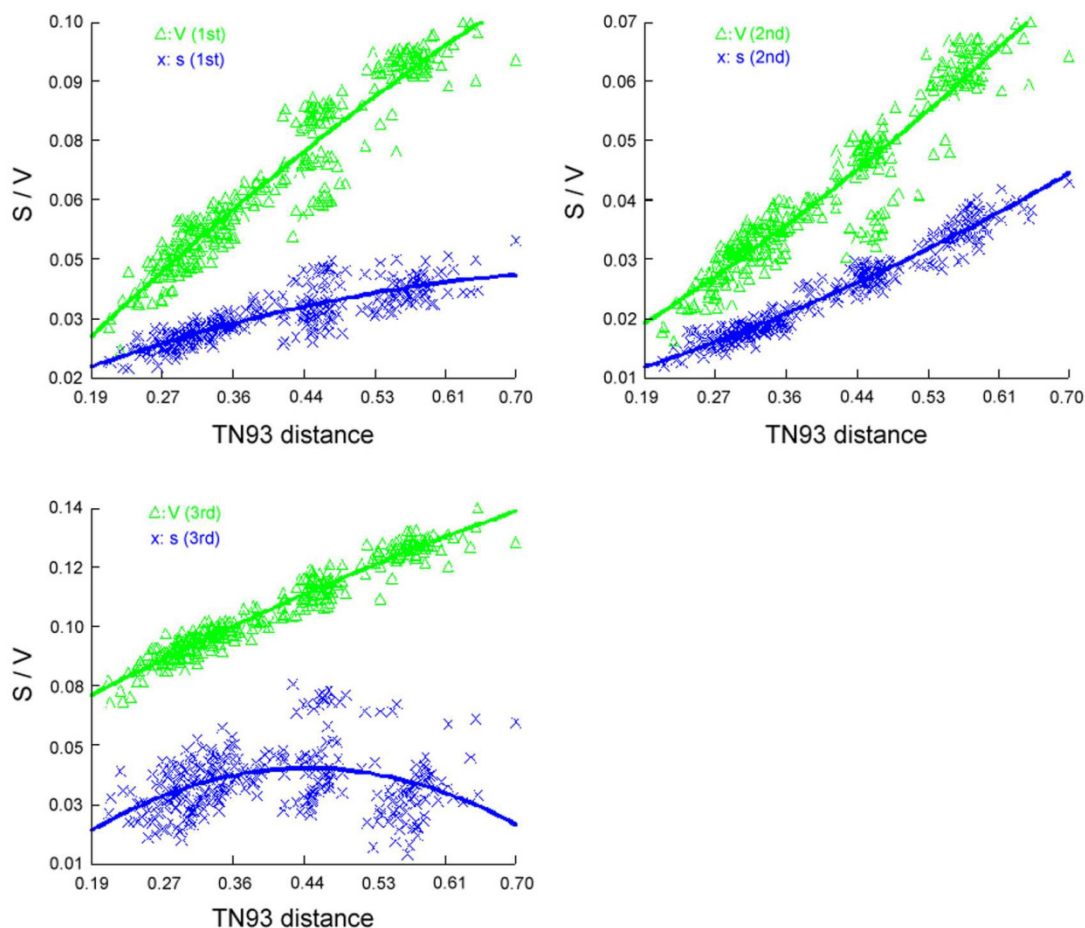 0.10
△: V (1st)
x: s (1st)
0.09
0.08
0.07
0.06
0.05
0.03
0.02
S / V
0.19 0.27 0.36 0.44 0.53 0.61 0.70
TN93 distance
0.07
△: V (2nd)
x: s (2nd)
0.06
0.05
0.04
0.03
0.02
0.01
S / V
0.19 0.27 0.36 0.44 0.53 0.61 0.70
TN93 distance
0.14
△: V (3rd)
x: s (3rd)
0.12
0.10
0.08
0.05
0.03
0.01
S / V
0.19 0.27 0.36 0.44 0.53 0.61 0.70
TN93 distance